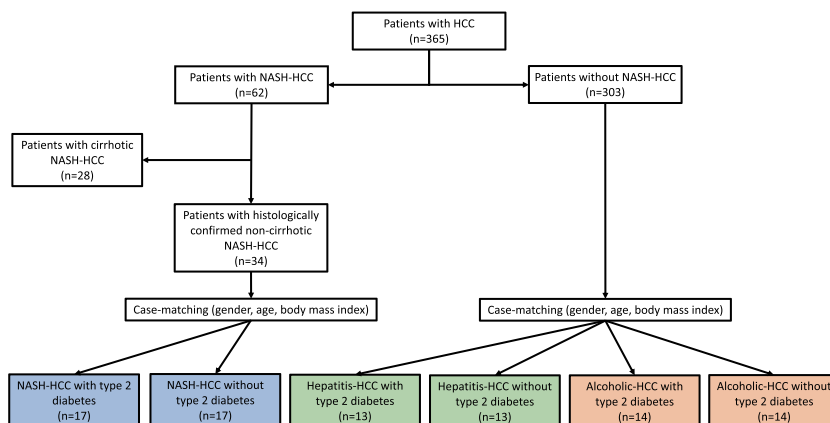 Patients with HCC
(n=365)
Patients with NASH-HCC
(n=62)
Patients without NASH-HCC
(n=303)
Patients with cirrhotic
NASH-HCC
(n=28)
Patients with histologically
confirmed non-cirrhotic
NASH-HCC
(n=34)
Case-matching (gender, age, body mass index)
Case-matching (gender, age, body mass index)
NASH-HCC with type 2
diabetes
(n=17)
NASH-HCC without
type 2 diabetes
(n=17)
Hepatitis-HCC with
type 2 diabetes
(n=13)
Hepatitis-HCC without
type 2 diabetes
(n=13)
Alcoholic-HCC with
type 2 diabetes
(n=14)
Alcoholic-HCC without
type 2 diabetes
(n=14)